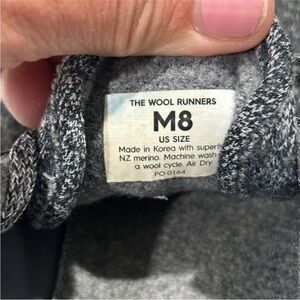 THE WOOL RUNNERS
M8
US SIZE
Made in Korea with superfi
NZ merino. Machine wash
a wool cycle. Air Dry
PO 0164